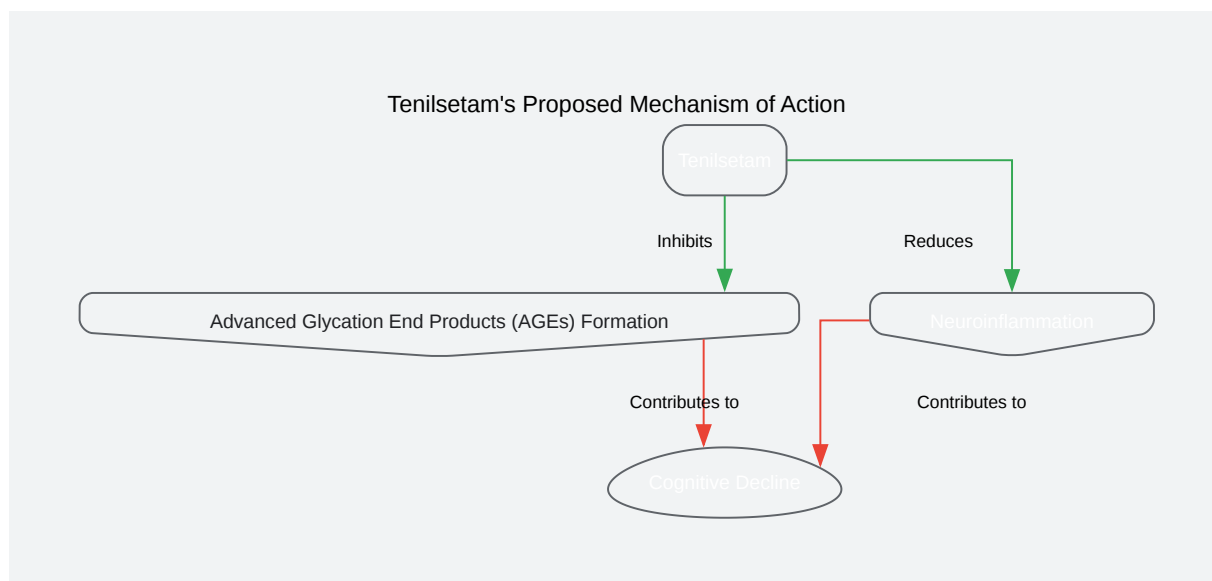 Tenilsetam's Proposed Mechanism of Action
Tenilsetam
Inhibits
Reduces
Advanced Glycation End Products (AGEs) Formation
Neuroinflammation
Contributes to
Contributes to
Cognitive Decline